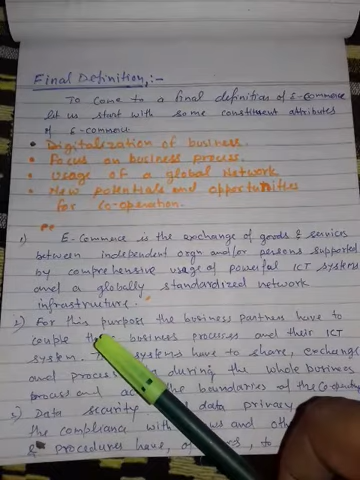 Final Definition,:-
To come to a final definition of E-commerce
let us start with some constituent attributes
of E-commerce.
• Digitalization of business.
• Focus on business process.
• Usage of a global Network
• New potentials and opportunities
for co-operation.
"
1) E-Commerce is the exchange of goods & services
between independent orgn and/or persons supported
by comprehensive usage of powerful ICT systems
and a globally standardized network
infrastructure."
2) For this purpose the business partners have to
couple business processes and their ICT
system. systems have to share, exchange
and process during the whole business
process and the boundaries of the
3) Data security data privacy,
the compliance with and
procedures have, to